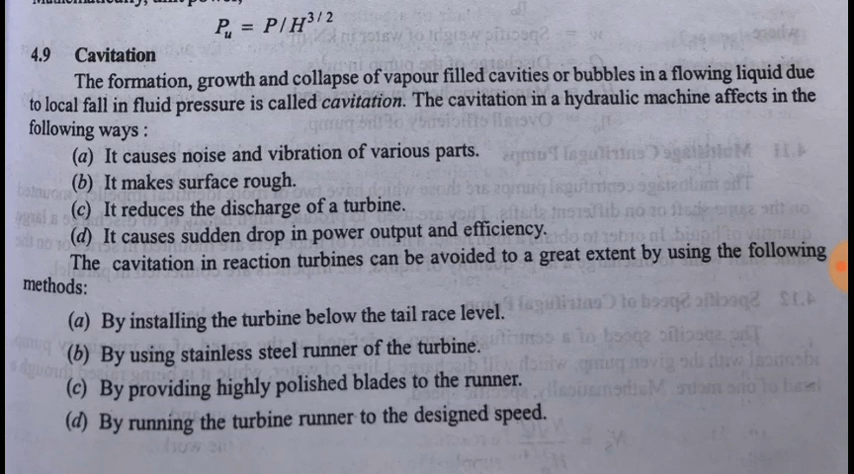 P_u = P/H^{3/2}
4.9 Cavitation
The formation, growth and collapse of vapour filled cavities or bubbles in a flowing liquid due
to local fall in fluid pressure is called cavitation. The cavitation in a hydraulic machine affects in the
following ways :
(a) It causes noise and vibration of various parts.
(b) It makes surface rough.
(c) It reduces the discharge of a turbine.
(d) It causes sudden drop in power output and efficiency.
The cavitation in reaction turbines can be avoided to a great extent by using the following
methods:
(a) By installing the turbine below the tail race level.
(b) By using stainless steel runner of the turbine.
(c) By providing highly polished blades to the runner.
(d) By running the turbine runner to the designed speed.